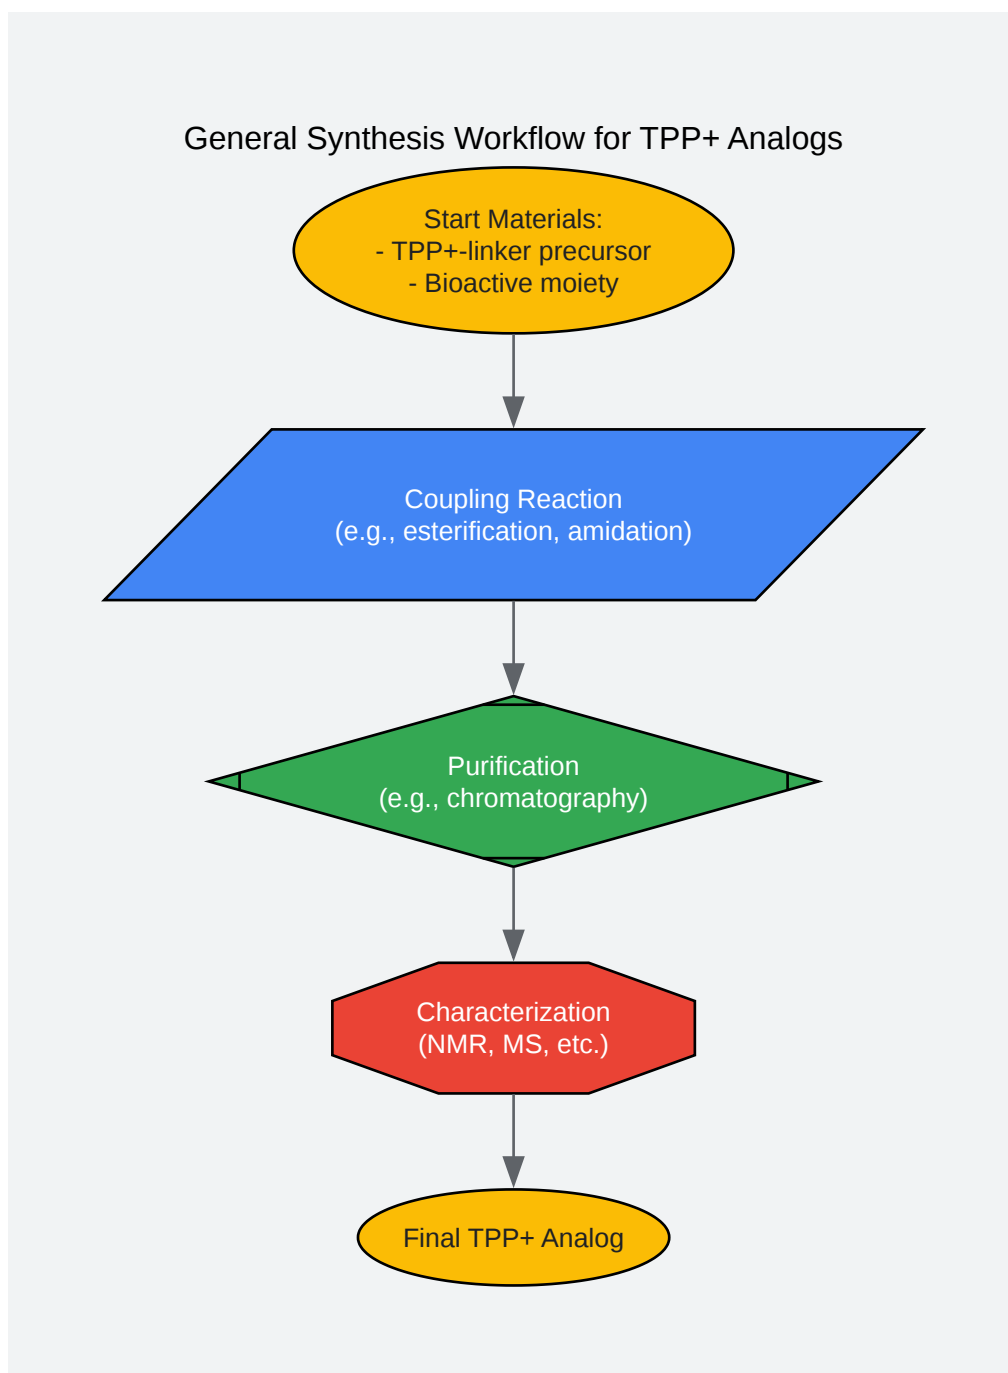 General Synthesis Workflow for TPP+ Analogs
Start Materials:
- TPP+-linker precursor
- Bioactive moiety
Coupling Reaction
(e.g., esterification, amidation)
Purification
(e.g., chromatography)
Characterization
(NMR, MS, etc.)
Final TPP+ Analog